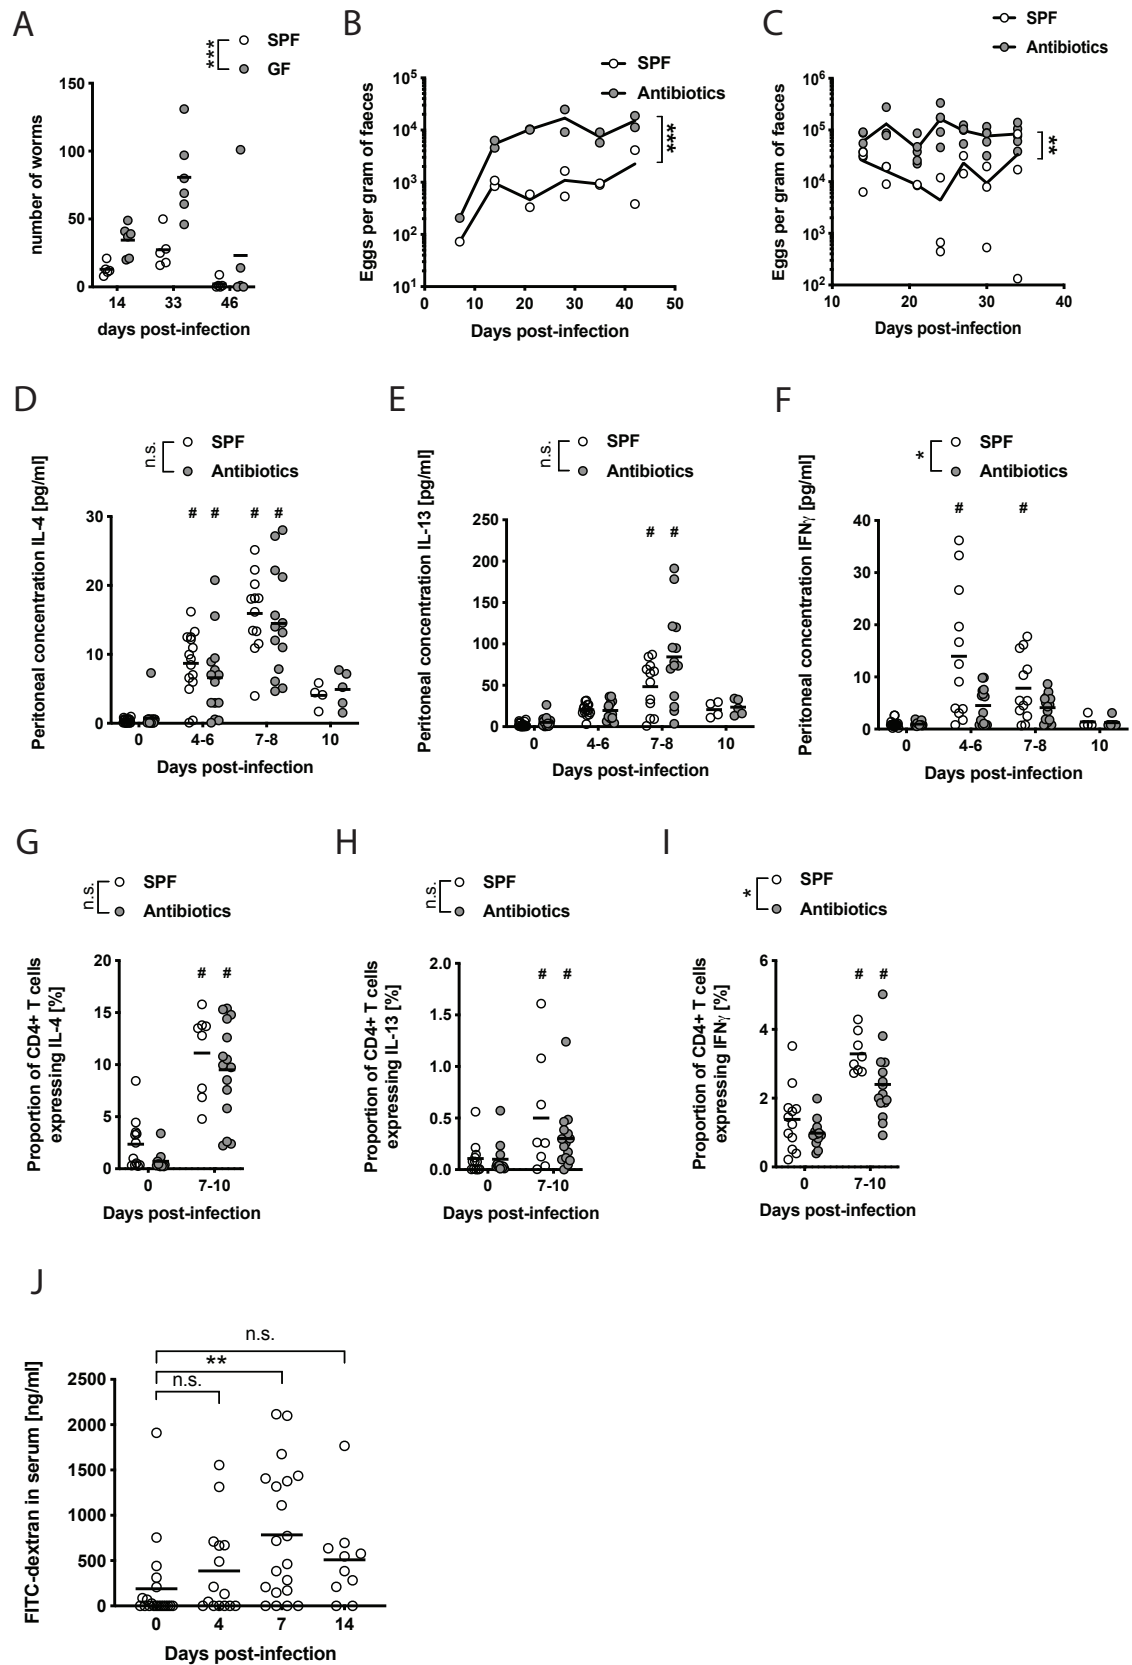 A
SPF
GF
***
number of worms
150
100
50
0
14 33 46
days post-infection
B
SPF
Antibiotics
***
Eggs per gram of faeces
10^5
10^4
10^3
10^2
10^1
0 10 20 30 40 50
Days post-infection
C
SPF
Antibiotics
**
Eggs per gram of faeces
10^6
10^5
10^4
10^3
10^2
10 20 30 40
Days post-infection
D
n.s.
SPF
Antibiotics
# # # #
Peritoneal concentration IL-4 [pg/ml]
30
20
10
0
0 4-6 7-8 10
Days post-infection
E
n.s.
SPF
Antibiotics
# #
Peritoneal concentration IL-13 [pg/ml]
250
200
150
100
50
0
0 4-6 7-8 10
Days post-infection
F
*
SPF
Antibiotics
# #
Peritoneal concentration IFNγ [pg/ml]
40
30
20
10
0
0 4-6 7-8 10
Days post-infection
G
n.s.
SPF
Antibiotics
# #
Proportion of CD4+ T cells
expressing IL-4 [%]
20
15
10
5
0
0 7-10
Days post-infection
H
n.s.
SPF
Antibiotics
# #
Proportion of CD4+ T cells
expressing IL-13 [%]
2.0
1.5
1.0
0.5
0.0
0 7-10
Days post-infection
I
*
SPF
Antibiotics
# #
Proportion of CD4+ T cells
expressing IFNγ [%]
6
4
2
0
0 7-10
Days post-infection
J
n.s.
**
n.s.
FITC-dextran in serum [ng/ml]
2500
2000
1500
1000
500
0
0 4 7 14
Days post-infection